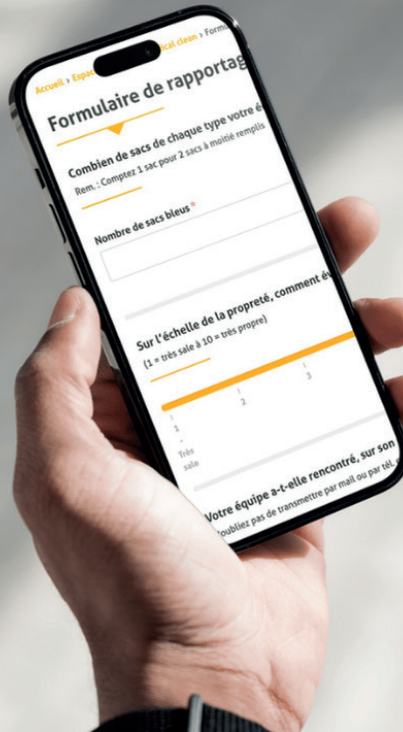 Accueil > Espac ical clean > Formu
Formulaire de rapportag
Combien de sacs de chaque type votre é
Rem. : Comptez 1 sac pour 2 sacs à moitié remplis
Nombre de sacs bleus *
Sur l'échelle de la propreté, comment év
(1 = très sale à 10 = très propre)
1 2 3
-
Très
sale
Votre équipe a-t-elle rencontré, sur son
oubliez pas de transmettre par mail ou par tél,